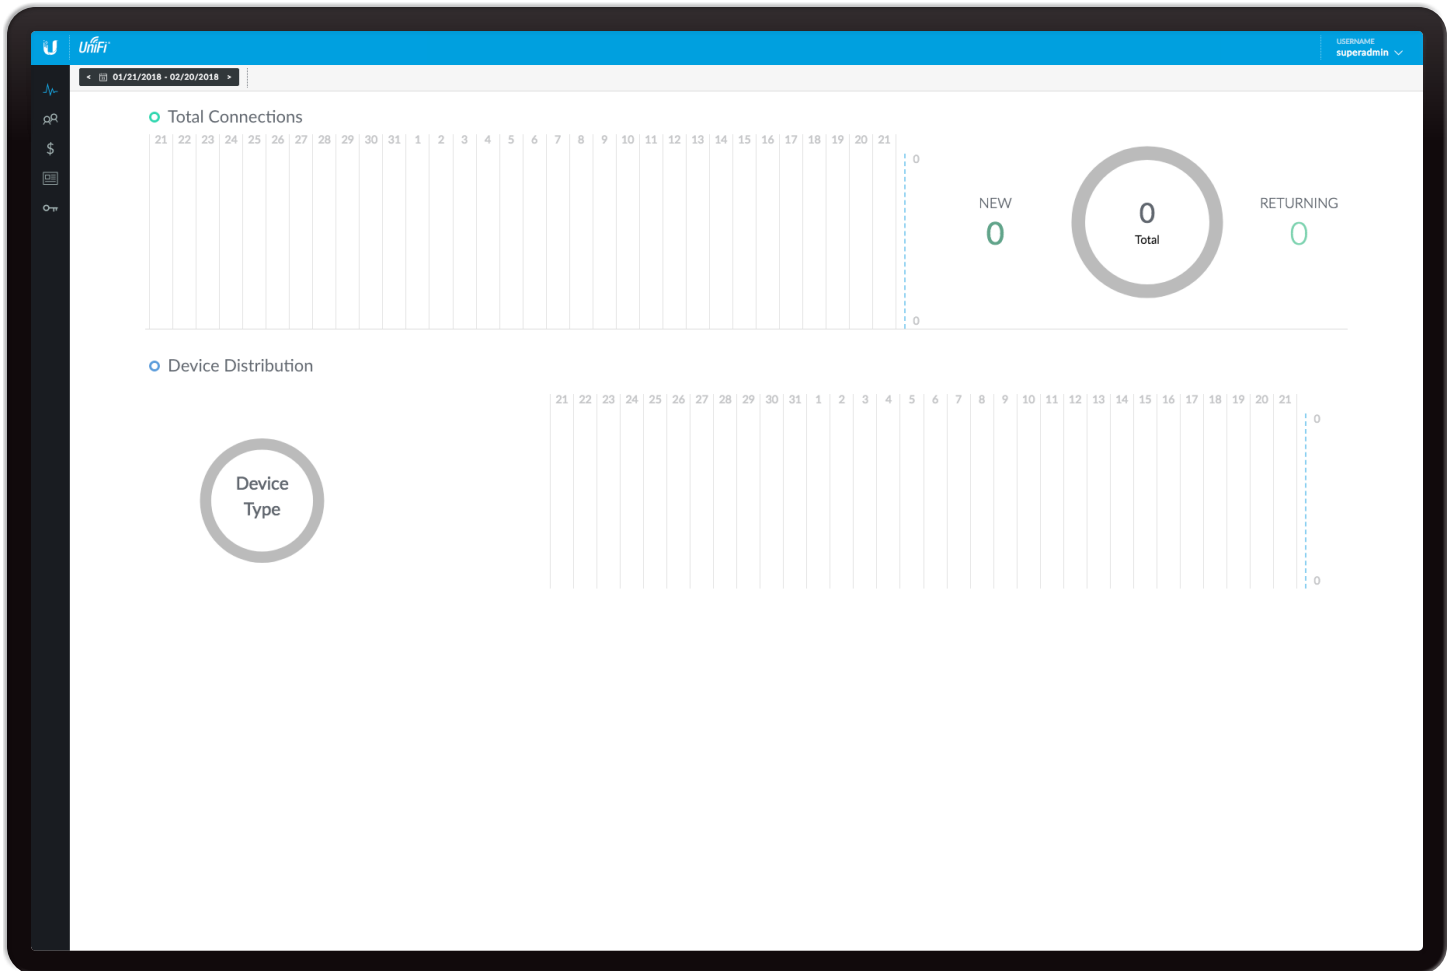 UniFi
USERNAME
superadmin
< 01/21/2018 - 02/20/2018 >
Total Connections
21 22 23 24 25 26 27 28 29 30 31 1 2 3 4 5 6 7 8 9 10 11 12 13 14 15 16 17 18 19 20 21
0
NEW
0
0
Total
RETURNING
0
0
Device Distribution
21 22 23 24 25 26 27 28 29 30 31 1 2 3 4 5 6 7 8 9 10 11 12 13 14 15 16 17 18 19 20 21
0
Device
Type
0